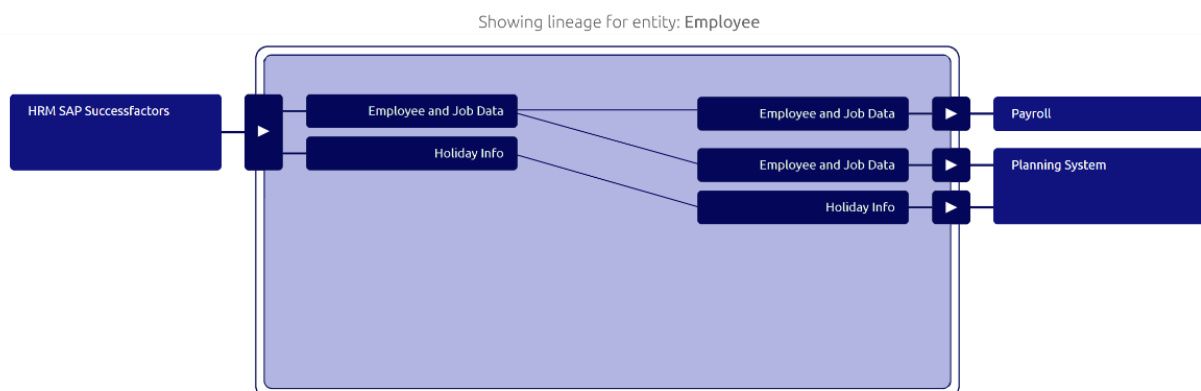 Showing lineage for entity: Employee
HRM SAP Successfactors
Employee and Job Data
Holiday Info
Employee and Job Data
Employee and Job Data
Holiday Info
Payroll
Planning System